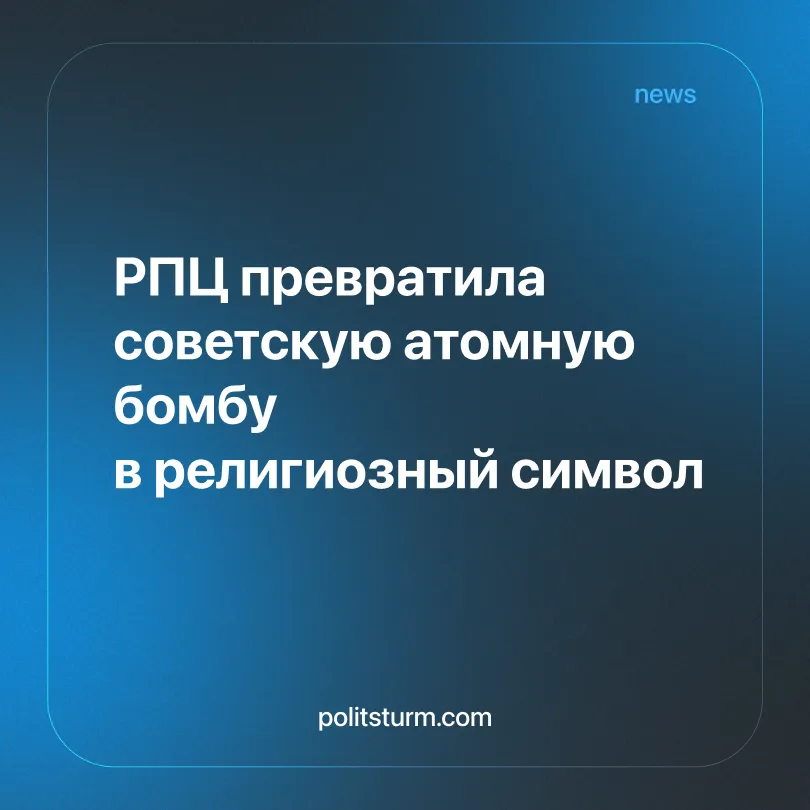 news
РПЦ превратила
советскую атомную
бомбу
в религиозный символ
politsturm.com